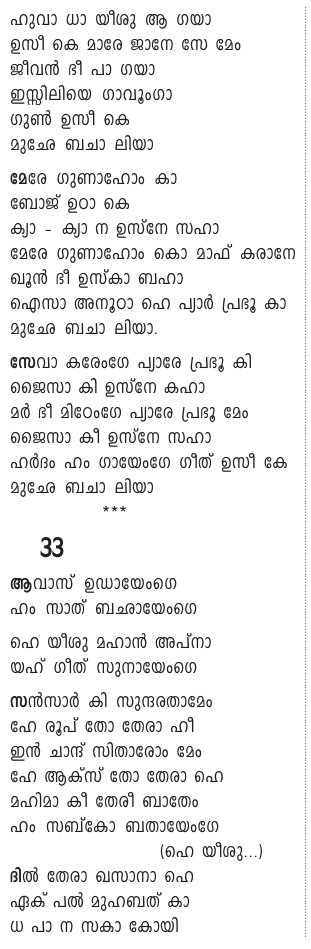 ഹുവാ ധാ യീശു ആ ഗയാ
ഉസീ കെ മാരേ ജാനേ സേ മേം
ജീവൻ ഭീ പാ ഗയാ
ഇസ്സിലിയെ ഗാവൂംഗാ
ഗുൺ ഉസീ കെ
മുഛേ ബചാ ലിയാ
മേരേ ഗുണാഹോം കാ
ബോജ് ഉഠാ കെ
ക്യാ - ക്യാ ന ഉസ്നേ സഹാ
മേരേ ഗുണാഹോം കൊ മാഫ് കരാനേ
ഖൂൻ ഭീ ഉസ്കാ ബഹാ
ഐസാ അനൂഠാ ഹെ പ്യാർ പ്രഭൂ കാ
മുഛേ ബചാ ലിയാ.
സേവാ കരേംഗേ പ്യാരേ പ്രഭൂ കി
ജൈസാ കി ഉസ്നേ കഹാ
മർ ഭീ മിഠേംഗേ പ്യാരേ പ്രഭൂ മേം
ജൈസാ കീ ഉസ്നേ സഹാ
ഹർദം ഹം ഗായേംഗേ ഗീത് ഉസീ കേ
മുഛേ ബചാ ലിയാ
***
33
ആവാസ് ഉഡായേംഗെ
ഹം സാത് ബഛായേംഗെ
ഹെ യീശു മഹാൻ അപ്നാ
യഹ് ഗീത് സുനായേംഗെ
സൻസാർ കി സുന്ദരതാമേം
ഹേ രൂപ് തോ തേരാ ഹീ
ഇൻ ചാന്ദ് സിതാരോം മേം
ഹേ ആക്സ് തോ തേരാ ഹെ
മഹിമാ കീ തേരീ ബാതേം
ഹം സബ്കോ ബതായേംഗേ
(ഹെ യീശു...)
ദിൽ തേരാ ഖസാനാ ഹെ
ഏക് പൽ മുഹബത് കാ
ധ പാ ന സകാ കോയി